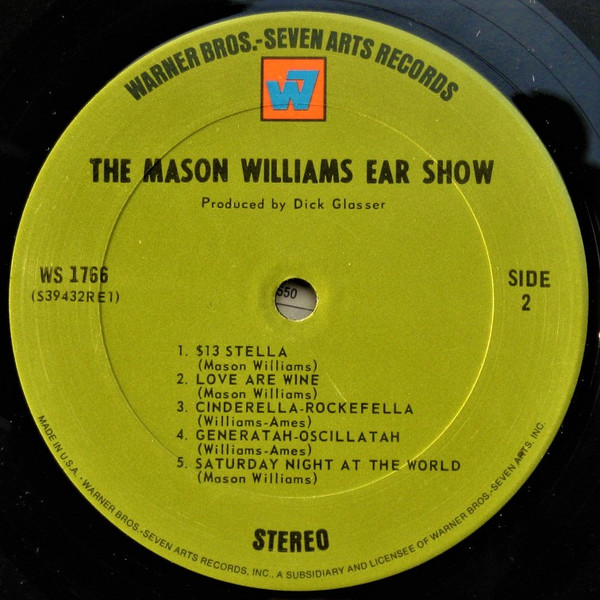 WARNER BROS.-SEVEN ARTS RECORDS
W7
THE MASON WILLIAMS EAR SHOW
Produced by Dick Glasser
WS 1766
(S39432RE1)
SIDE
2
550
1. $13 STELLA
(Mason Williams)
2. LOVE ARE WINE
(Mason Williams)
3. CINDERELLA-ROCKEFELLA
(Williams-Ames)
4. GENERATAH-OSCILLATAH
(Williams-Ames)
5. SATURDAY NIGHT AT THE WORLD
(Mason Williams)
STEREO
MADE IN U.S.A. • WARNER BROS.-SEVEN ARTS RECORDS, INC., A SUBSIDIARY AND LICENSEE OF WARNER BROS.-SEVEN ARTS, INC.